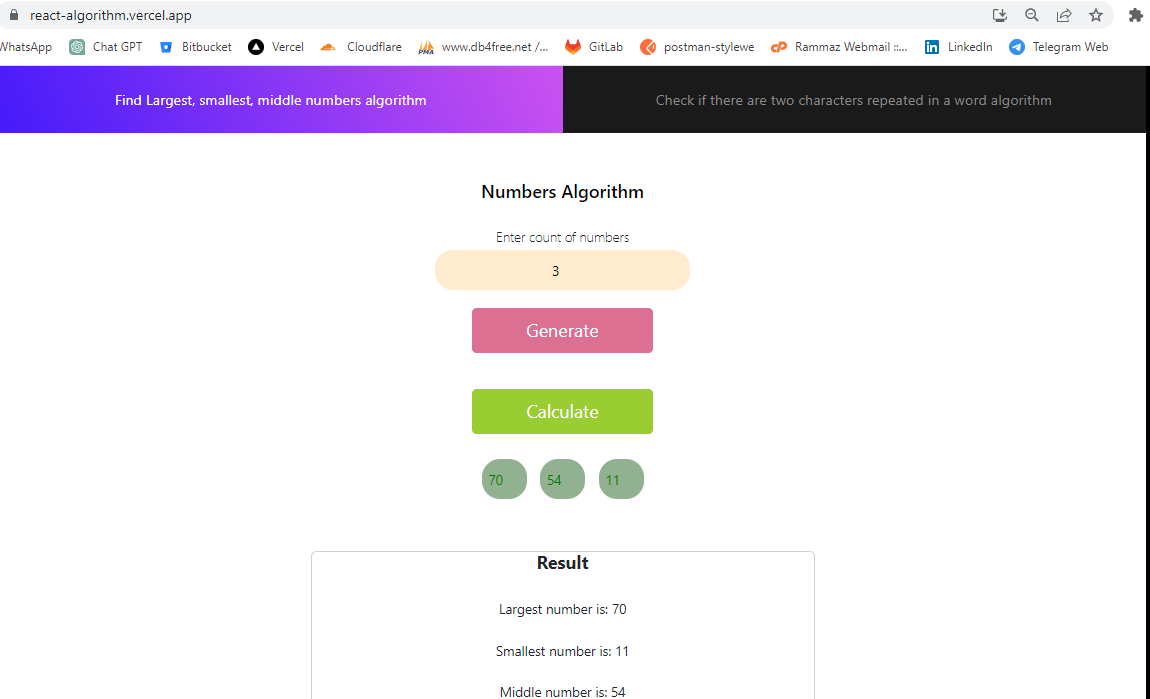 react-algorithm.vercel.app
WhatsApp Chat GPT Bitbucket Vercel Cloudflare PMA www.db4free.net /... GitLab postman-stylewe cP Rammaz Webmail ::... in LinkedIn Telegram Web
Find Largest, smallest, middle numbers algorithm
Check if there are two characters repeated in a word algorithm
Numbers Algorithm
Enter count of numbers
3
Generate
Calculate
70 54 11
Result
Largest number is: 70
Smallest number is: 11
Middle number is: 54